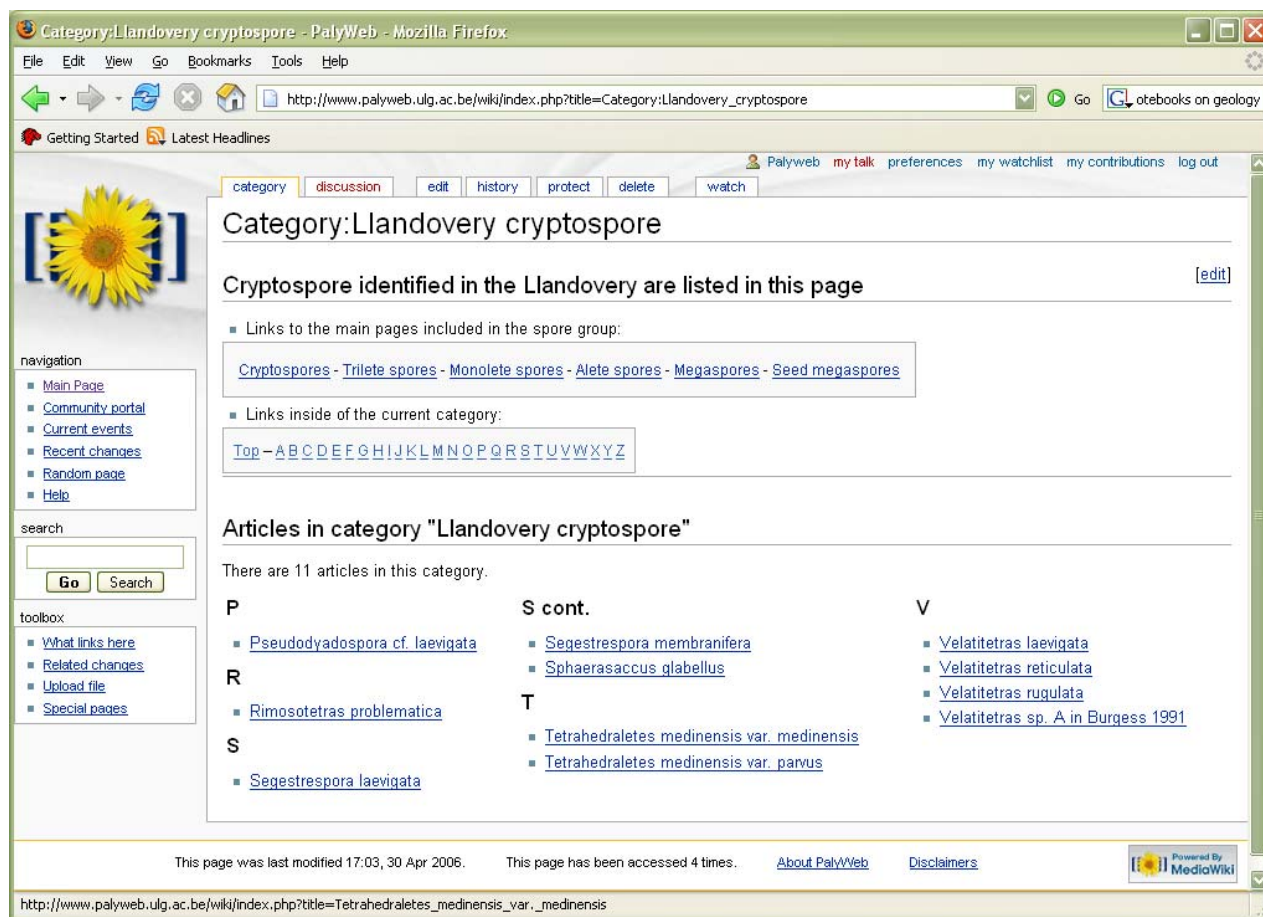 Category:Llandovery cryptospore - PalyWeb - Mozilla Firefox
File Edit View Go Bookmarks Tools Help
http://www.palyweb.ulg.ac.be/wiki/index.php?title=Category:Llandovery_cryptospore Go otebooks on geology
Getting Started Latest Headlines
Palyweb my talk preferences my watchlist my contributions log out
category discussion edit history protect delete watch
Category:Llandovery cryptospore
[edit]
Cryptospore identified in the Llandovery are listed in this page
Links to the main pages included in the spore group:
Cryptospores - Trilete spores - Monolete spores - Alete spores - Megaspores - Seed megaspores
Links inside of the current category:
Top – A B C D E F G H I J K L M N O P Q R S T U V W X Y Z
navigation
Main Page
Community portal
Current events
Recent changes
Random page
Help
search
Go Search
toolbox
What links here
Related changes
Upload file
Special pages
Articles in category "Llandovery cryptospore"
There are 11 articles in this category.
P
Pseudodyadospora cf. laevigata
R
Rimosotetras problematica
S
Segestrespora laevigata
S cont.
Segestrespora membranifera
Sphaerasaccus glabellus
T
Tetrahedraletes medinensis var. medinensis
Tetrahedraletes medinensis var. parvus
V
Velatitetras laevigata
Velatitetras reticulata
Velatitetras rugulata
Velatitetras sp. A in Burgess 1991
This page was last modified 17:03, 30 Apr 2006. This page has been accessed 4 times. About PalyWeb Disclaimers
Powered By
MediaWiki
http://www.palyweb.ulg.ac.be/wiki/index.php?title=Tetrahedraletes_medinensis_var._medinensis